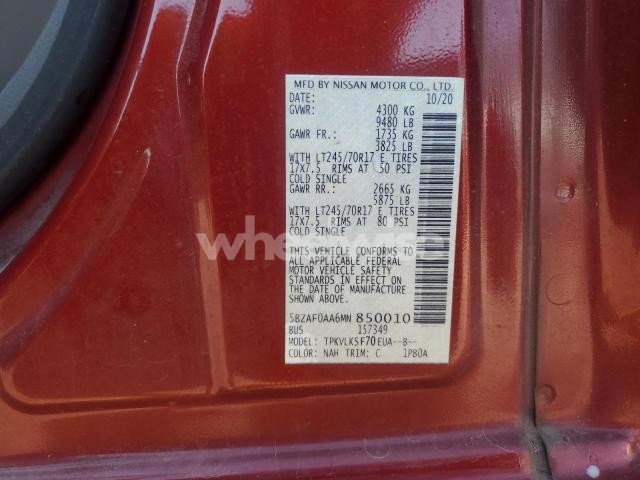 MFD BY NISSAN MOTOR CO., LTD.
DATE: 10/20
GVWR: 4300 KG
9480 LB
GAWR FR.: 1735 KG
3825 LB
WITH LT245/70R17 E TIRES
17X7.5 RIMS AT 50 PSI
COLD SINGLE
GAWR RR.: 2665 KG
5875 LB
WITH LT245/70R17 E TIRES
17X7.5 RIMS AT 80 PSI
COLD SINGLE
THIS VEHICLE CONFORMS TO
ALL APPLICABLE FEDERAL
MOTOR VEHICLE SAFETY
STANDARDS IN EFFECT ON
THE DATE OF MANUFACTURE
SHOWN ABOVE.
5BZAF0AA6MN 850010
BUS 157349
MODEL: TPKVLKSF70EUA--B--
COLOR: NAH TRIM: C 1P80A